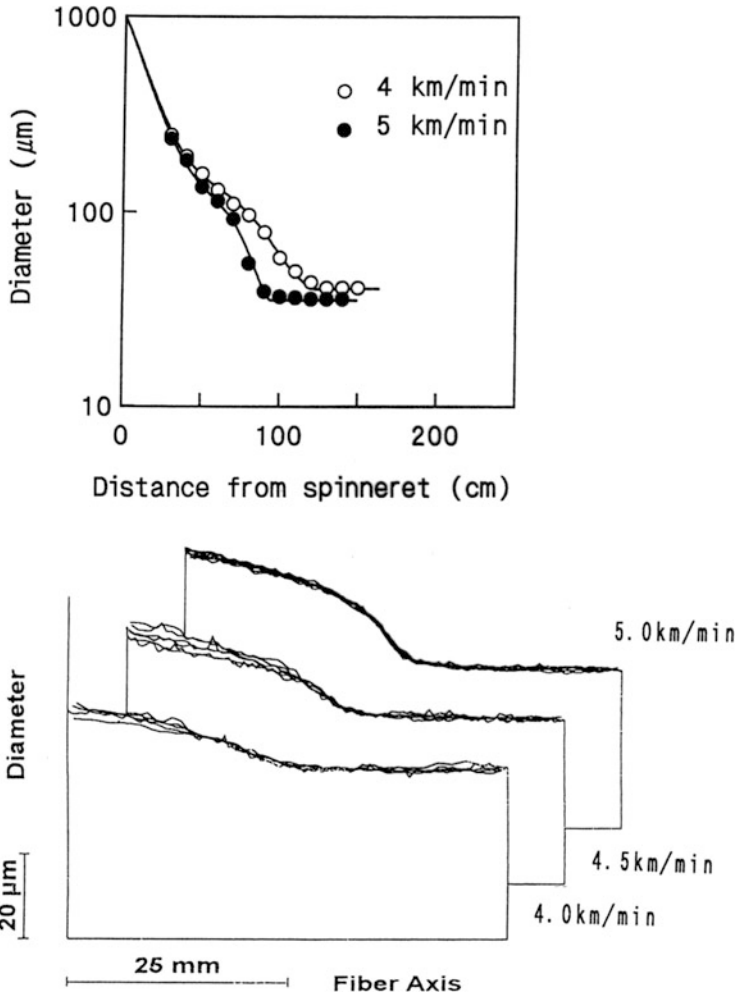 1000
4 km/min
5 km/min
Diameter (μm)
100
10
0
100
200
Distance from spinneret (cm)
5.0km/min
Diameter
4.5km/min
20 μm
4.0km/min
25 mm
Fiber Axis